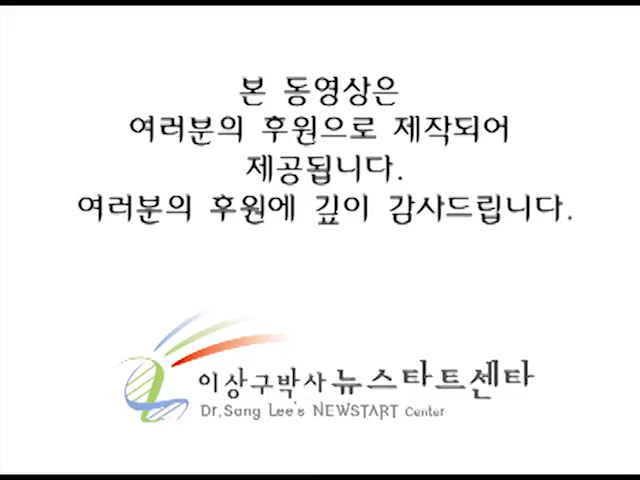 본 동영상은
여러분의 후원으로 제작되어
제공됩니다.
여러분의 후원에 깊이 감사드립니다.
이상구박사 뉴스타트센타
Dr.Sang Lee's NEWSTART Center